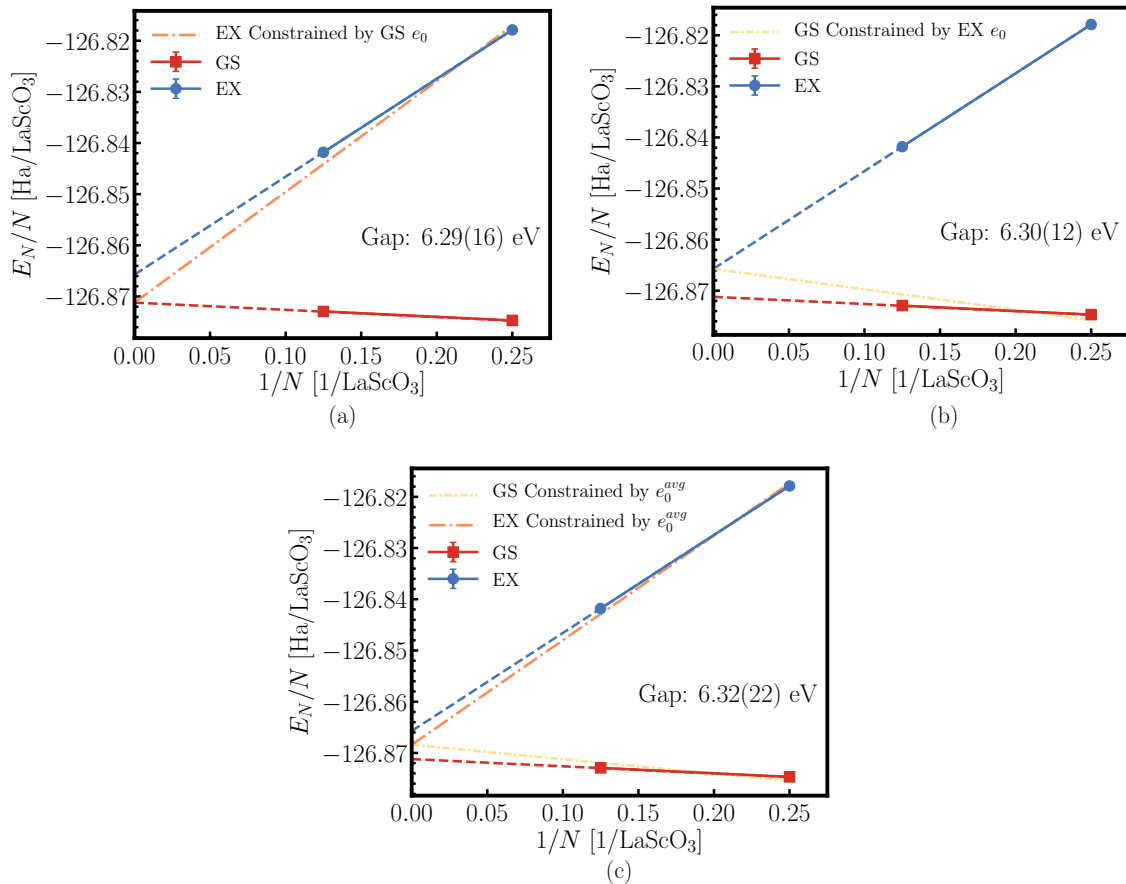 EX Constrained by GS e₀
GS
EX
Gap: 6.29(16) eV
−126.82
−126.83
−126.84
−126.85
−126.86
−126.87
E_N/N [Ha/LaScO₃]
0.00 0.05 0.10 0.15 0.20 0.25
1/N [1/LaScO₃]
(a)
GS Constrained by EX e₀
GS
EX
Gap: 6.30(12) eV
−126.82
−126.83
−126.84
−126.85
−126.86
−126.87
E_N/N [Ha/LaScO₃]
0.00 0.05 0.10 0.15 0.20 0.25
1/N [1/LaScO₃]
(b)
GS Constrained by e₀^{avg}
EX Constrained by e₀^{avg}
GS
EX
Gap: 6.32(22) eV
−126.82
−126.83
−126.84
−126.85
−126.86
−126.87
E_N/N [Ha/LaScO₃]
0.00 0.05 0.10 0.15 0.20 0.25
1/N [1/LaScO₃]
(c)